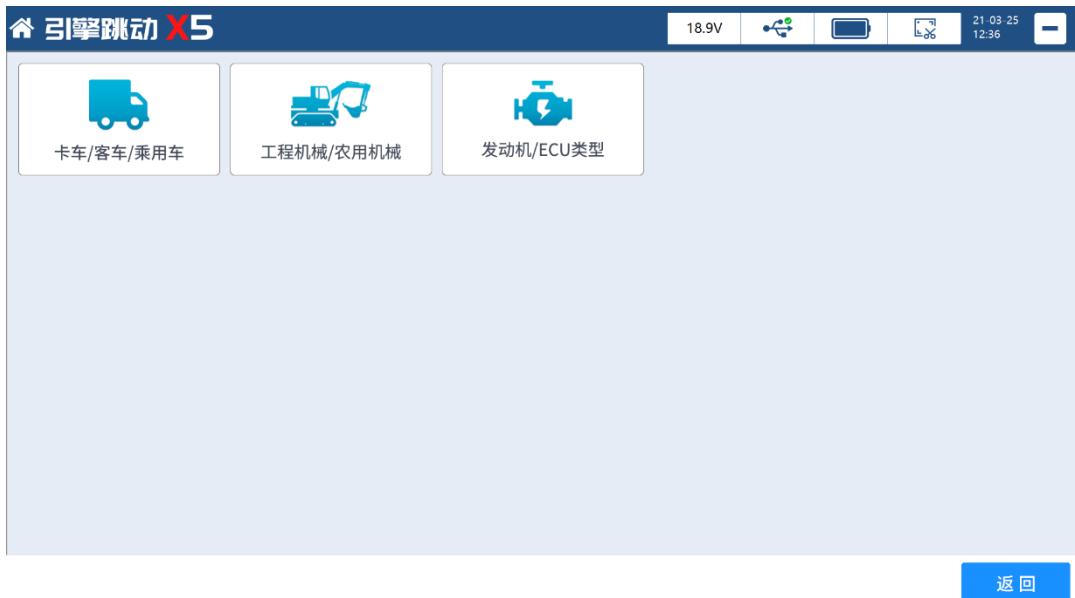 引擎跳动 X5
18.9V
21-03-25
12:36
卡车/客车/乘用车
工程机械/农用机械
发动机/ECU类型
返回